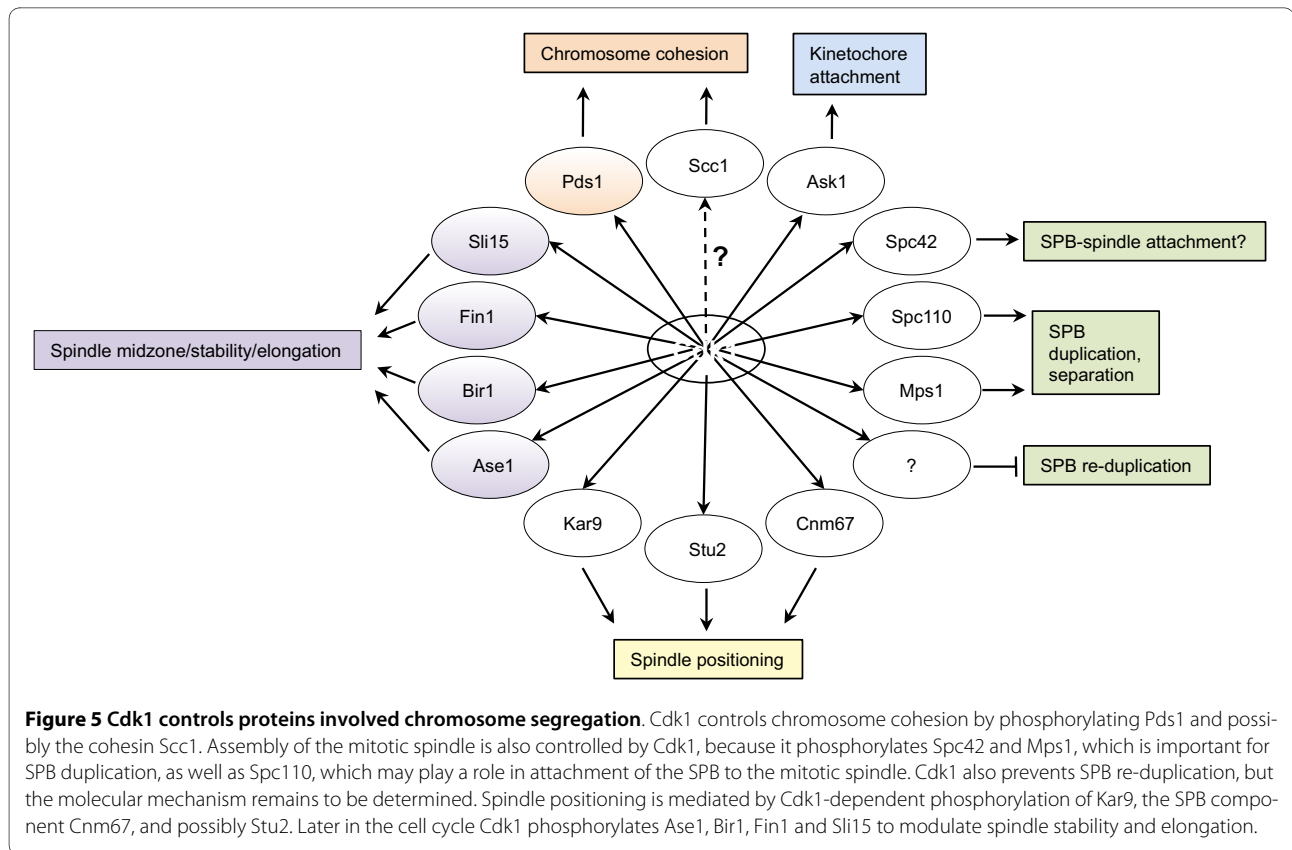 Chromosome cohesion
Kinetochore
attachment
Scc1
Pds1
Ask1
Sli15
Spc42
SPB-spindle attachment?
?
Fin1
Spc110
Spindle midzone/stability/elongation
SPB
duplication,
separation
Bir1
Mps1
Ase1
?
SPB re-duplication
Kar9
Cnm67
Stu2
Spindle positioning
Figure 5 Cdk1 controls proteins involved chromosome segregation. Cdk1 controls chromosome cohesion by phosphorylating Pds1 and possi-
bly the cohesin Scc1. Assembly of the mitotic spindle is also controlled by Cdk1, because it phosphorylates Spc42 and Mps1, which is important for
SPB duplication, as well as Spc110, which may play a role in attachment of the SPB to the mitotic spindle. Cdk1 also prevents SPB re-duplication, but
the molecular mechanism remains to be determined. Spindle positioning is mediated by Cdk1-dependent phosphorylation of Kar9, the SPB compo-
nent Cnm67, and possibly Stu2. Later in the cell cycle Cdk1 phosphorylates Ase1, Bir1, Fin1 and Sli15 to modulate spindle stability and elongation.